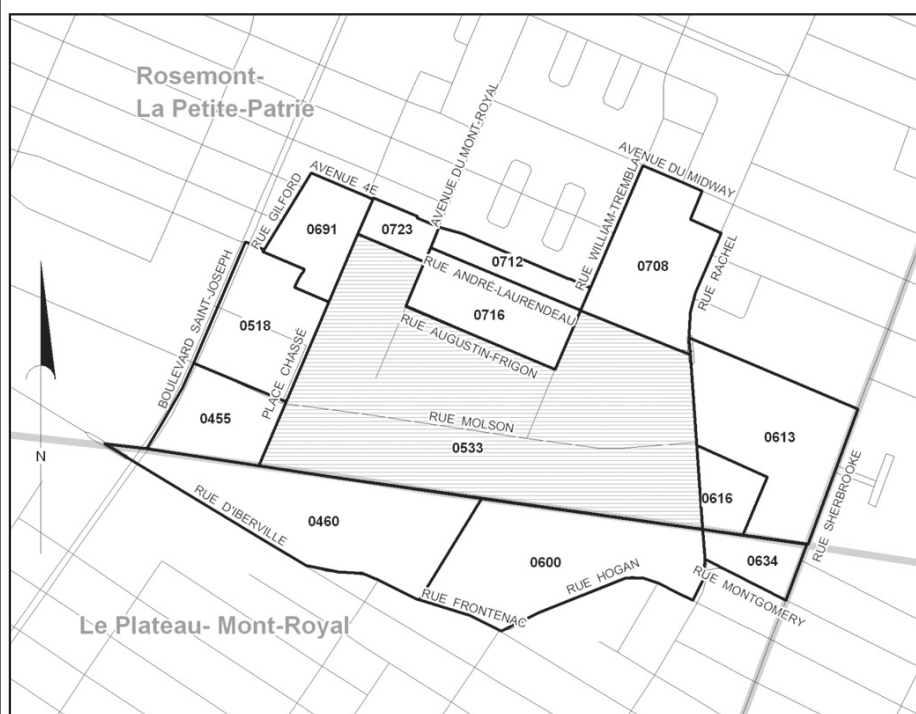 Rosemont-
La Petite-Patrie
AVENUE DU MONT-ROYAL
AVENUE DU MIDWAY
AVENUE 4E
RUE GILFORD
RUE WILLIAM-TREMBLA
0691
0723
RUE RACHEL
0712
0708
RUE ANDRÉ-LAURENDEAU
BOULEVARD SAINT-JOSEPH
0716
0518
RUE AUGUSTIN-FRIGON
PLACE CHASSÉ
0455
RUE MOLSON
0613
0533
N
0616
RUE SHERBROOKE
RUE D'IBERVILLE
0460
0600
0634
RUE HOGAN
RUE MONTGOMERY
RUE FRONTENAC
Le Plateau- Mont-Royal